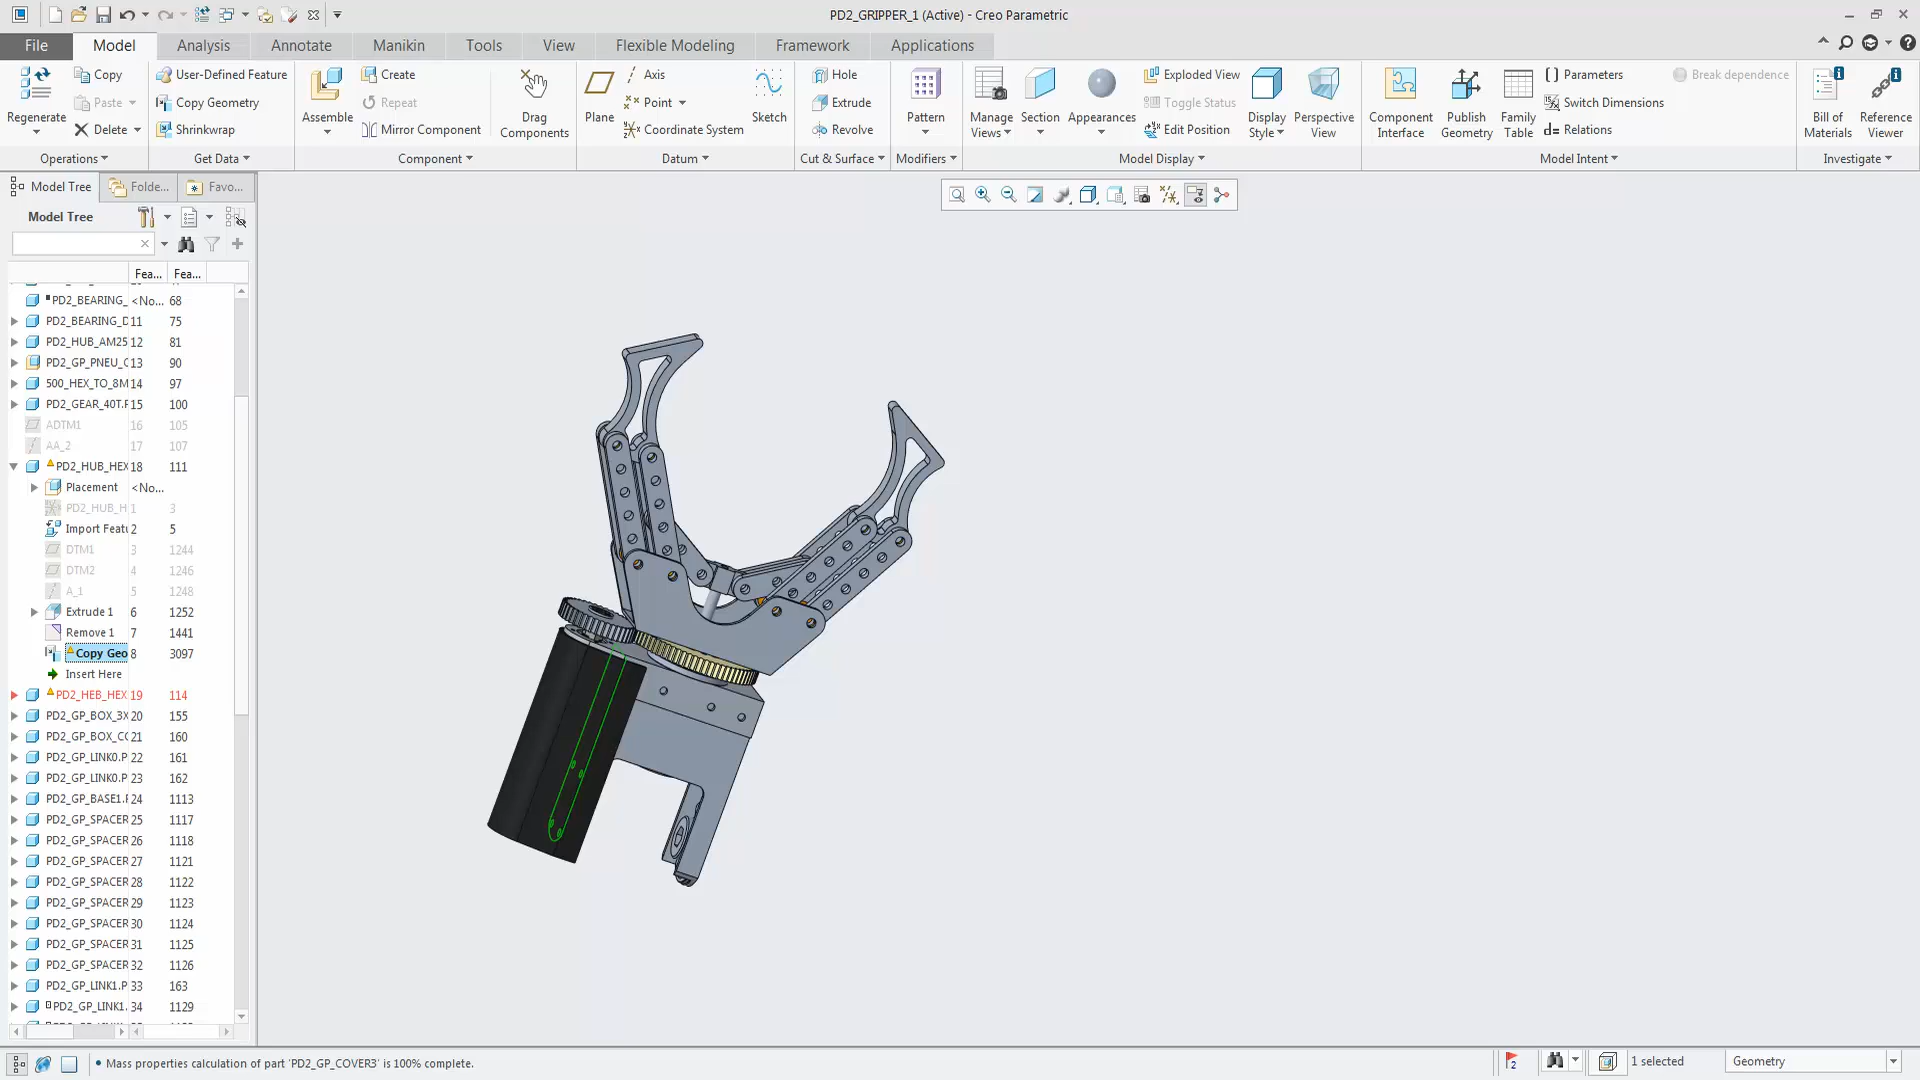 PD2_GRIPPER_1 (Active) - Creo Parametric
File
Model
Analysis
Annotate
Manikin
Tools
View
Flexible Modeling
Framework
Applications
Regenerate
Copy
Paste
Delete
Operations
User-Defined Feature
Copy Geometry
Shrinkwrap
Get Data
Assemble
Create
Repeat
Mirror Component
Drag
Components
Component
Plane
Axis
Point
Coordinate System
Sketch
Datum
Hole
Extrude
Revolve
Cut & Surface
Pattern
Modifiers
Manage
Views
Section
Appearances
Exploded View
Toggle Status
Edit Position
Display
Style
Perspective
View
Model Display
Component
Interface
Publish
Geometry
Family
Table
Parameters
Switch Dimensions
d= Relations
Break dependence
Model Intent
Bill of
Materials
Reference
Viewer
Investigate
Model Tree
Folde...
Favo...
Model Tree
Fea... Fea...
PD2_BEARING_ <No... 68
PD2_BEARING_D 11 75
PD2_HUB_AM25 12 81
PD2_GP_PNEU_C 13 90
500_HEX_TO_8M 14 97
PD2_GEAR_40T.P 15 100
ADTM1 16 105
AA_2 17 107
PD2_HUB_HEX 18 111
Placement <No...
PD2_HUB_H 1 3
Import Featu 2 5
DTM1 3 1244
DTM2 4 1246
A_1 5 1248
Extrude 1 6 1252
Remove 1 7 1441
Copy Geo 8 3097
Insert Here
PD2_HEB_HEX 19 114
PD2_GP_BOX_3X 20 155
PD2_GP_BOX_CO 21 160
PD2_GP_LINK0.P 22 161
PD2_GP_LINK0.P 23 162
PD2_GP_BASE1.P 24 1113
PD2_GP_SPACER 25 1117
PD2_GP_SPACER 26 1118
PD2_GP_SPACER 27 1121
PD2_GP_SPACER 28 1122
PD2_GP_SPACER 29 1123
PD2_GP_SPACER 30 1124
PD2_GP_SPACER 31 1125
PD2_GP_SPACER 32 1126
PD2_GP_LINK1.P 33 163
PD2_GP_LINK1. 34 1129
• Mass properties calculation of part 'PD2_GP_COVER3' is 100% complete.
2
1 selected
Geometry